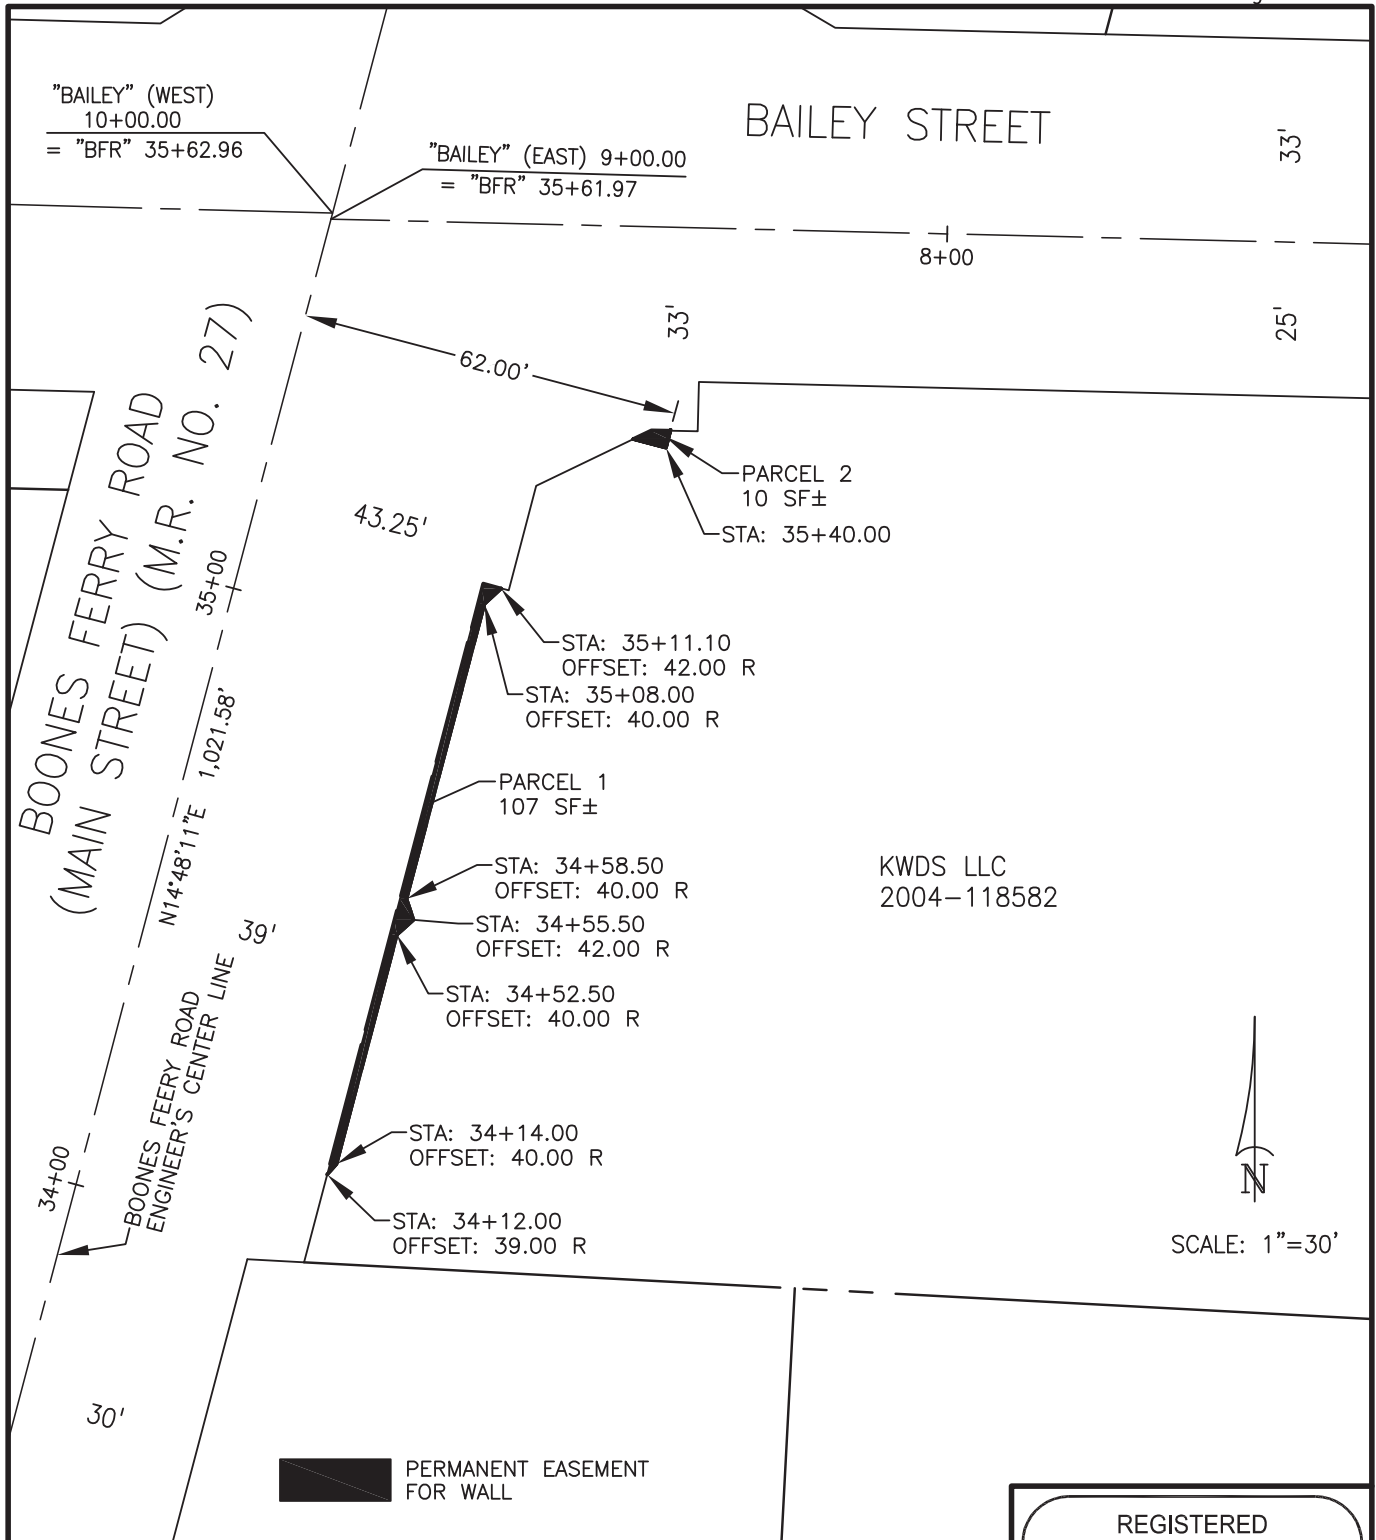 "BAILEY" (WEST)
10+00.00
= "BFR" 35+62.96
"BAILEY" (EAST) 9+00.00
= "BFR" 35+61.97
BAILEY STREET
33'
8+00
33'
25'
62.00'
BOONES FERRY ROAD
(MAIN STREET) (M.R. NO. 27)
43.25'
PARCEL 2
10 SF±
STA: 35+40.00
35+00
STA: 35+11.10
OFFSET: 42.00 R
STA: 35+08.00
OFFSET: 40.00 R
N14°48'11"E 1,021.58'
PARCEL 1
107 SF±
STA: 34+58.50
OFFSET: 40.00 R
KWDS LLC
2004-118582
STA: 34+55.50
OFFSET: 42.00 R
39'
STA: 34+52.50
OFFSET: 40.00 R
BOONES FEERY ROAD
ENGINEER'S CENTER LINE
34+00
STA: 34+14.00
OFFSET: 40.00 R
STA: 34+12.00
OFFSET: 39.00 R
N
SCALE: 1"=30'
30'
PERMANENT EASEMENT
FOR WALL
REGISTERED